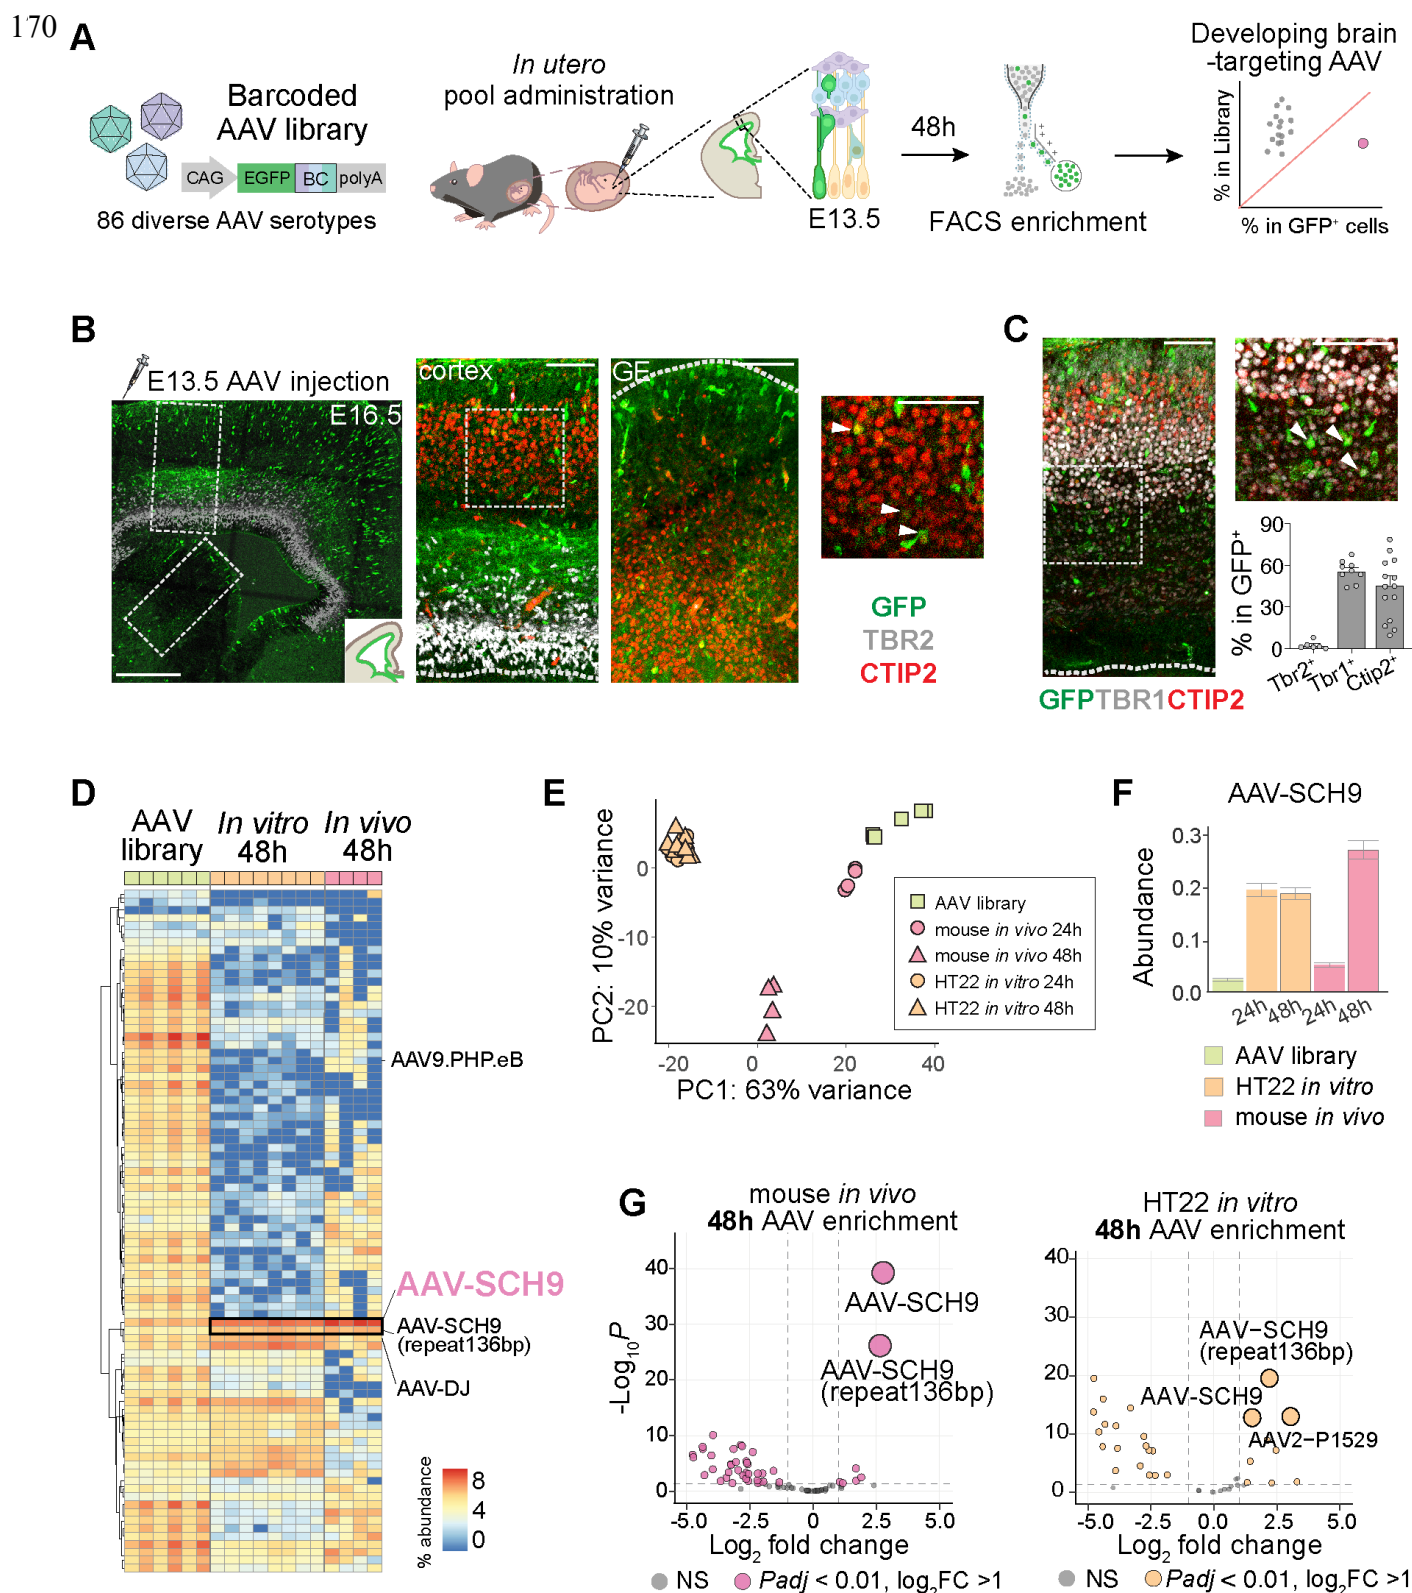 170
A
Barcoded
AAV library
CAG
EGFP
BC
polyA
86 diverse AAV serotypes
In utero
pool administration
E13.5
48h
FACS enrichment
Developing brain
-targeting AAV
% in Library
% in GFP⁺ cells
B
E13.5 AAV injection
E16.5
cortex
GE
GFP
TBR2
CTIP2
C
GFPTBR1CTIP2
% in GFP⁺
90
60
30
0
Tbr2⁺
Tbr1⁺
Ctip2⁺
D
AAV
library
In vitro
48h
In vivo
48h
AAV9.PHP.eB
AAV-SCH9
AAV-SCH9
(repeat136bp)
AAV-DJ
% abundance
8
4
0
E
PC2: 10% variance
0
-10
-20
-20
0
20
40
PC1: 63% variance
AAV library
mouse in vivo 24h
mouse in vivo 48h
HT22 in vitro 24h
HT22 in vitro 48h
F
AAV-SCH9
Abundance
0.3
0.2
0.1
0.0
24h
48h
24h
48h
AAV library
HT22 in vitro
mouse in vivo
G
mouse in vivo
48h AAV enrichment
-Log₁₀P
40
30
20
10
0
AAV-SCH9
AAV-SCH9
(repeat136bp)
-5.0
-2.5
0.0
2.5
5.0
Log₂ fold change
NS
Padj < 0.01, log₂FC >1
HT22 in vitro
48h AAV enrichment
40
30
20
10
0
AAV−SCH9
(repeat136bp)
AAV-SCH9
AAV2−P1529
-5.0
-2.5
0.0
2.5
5.0
Log₂ fold change
NS
Padj < 0.01, log₂FC >1